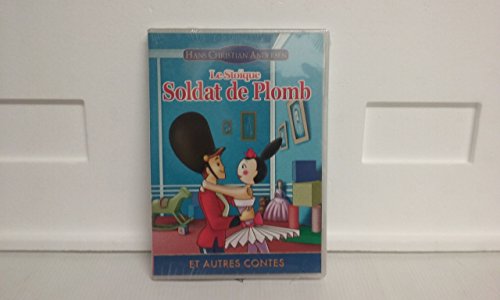 HANS CHRISTIAN ANDERSEN
Le Stoïque
Soldat de Plomb
ET AUTRES CONTES